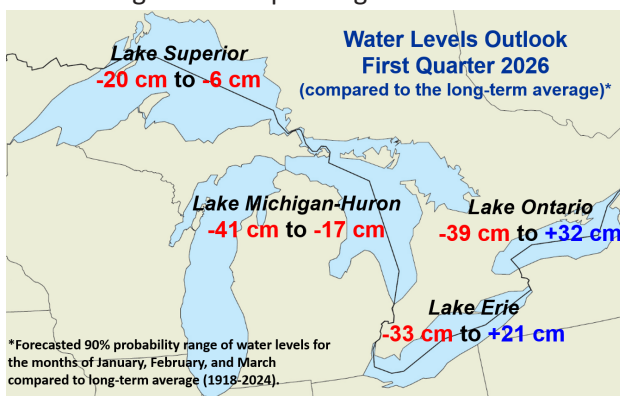 Water Levels Outlook
First Quarter 2026
(compared to the long-term average)*
Lake Superior
-20 cm to -6 cm
Lake Michigan-Huron
-41 cm to -17 cm
Lake Ontario
-39 cm to +32 cm
Lake Erie
-33 cm to +21 cm
*Forecasted 90% probability range of water levels for
the months of January, February, and March
compared to long-term average (1918-2024).